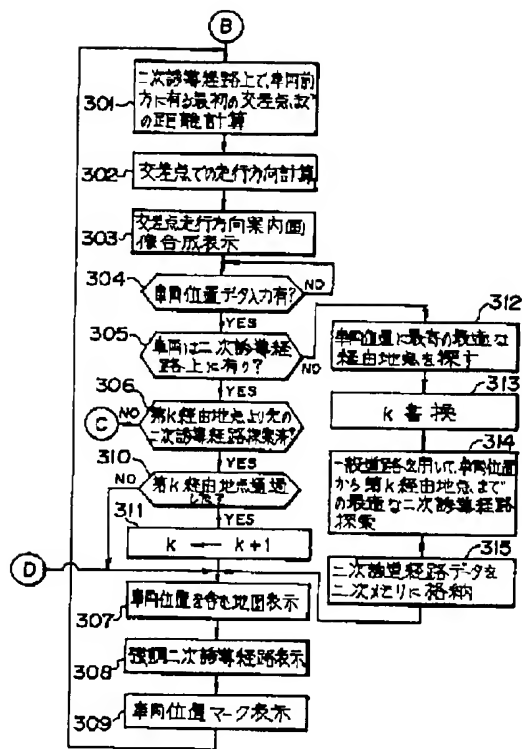 B
301
二次誘導経路上で、車両前
方に有る最初の交差点まで
の距離計算
302
交差点での走行方向計算
303
交差点走行方向案内画
像合成表示
304
車両位置データ入力有?
NO
YES
305
車両は二次誘導経
路上に有り?
NO
YES
306
第k経由地点より先の
二次誘導経路探索済?
NO
C
YES
310
第k経由地点通過
した?
NO
YES
311
k ← k+1
D
307
車両位置を含む地図表示
308
強調二次誘導経路表示
309
車両位置マーク表示
312
車両位置に最寄の最適な
経由地点を探す
313
k書換
314
一般道路を用して、車両位置
から第k経由地点まで
の最適な二次誘導経路
探索
315
二次誘導経路データを
二次メモリに格納